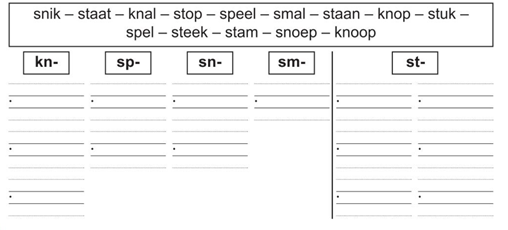 snik – staat – knal – stop – speel – smal – staan – knop – stuk –
spel – steek – stam – snoep – knoop
kn- sp- sn- sm- st-